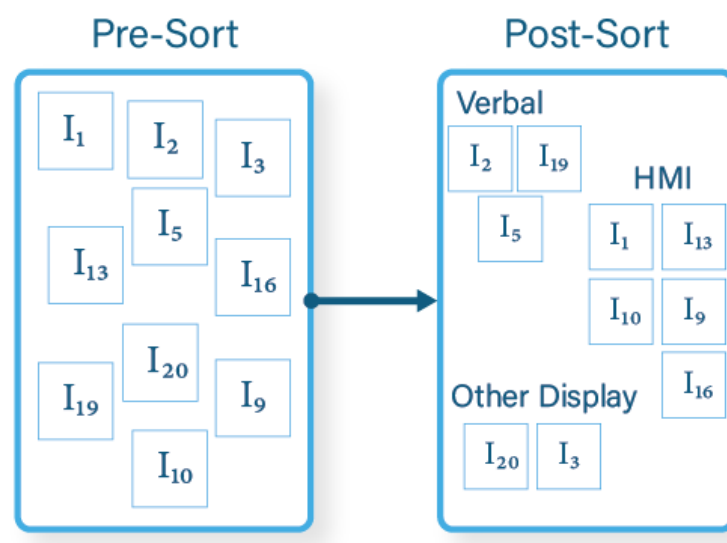 Pre-Sort
I₁
I₂
I₃
I₅
I₁₃
I₁₆
I₂₀
I₁₉
I₉
I₁₀
Post-Sort
Verbal
I₂ I₁₉
I₅
HMI
I₁ I₁₃
I₁₀ I₉
I₁₆
Other Display
I₂₀ I₃